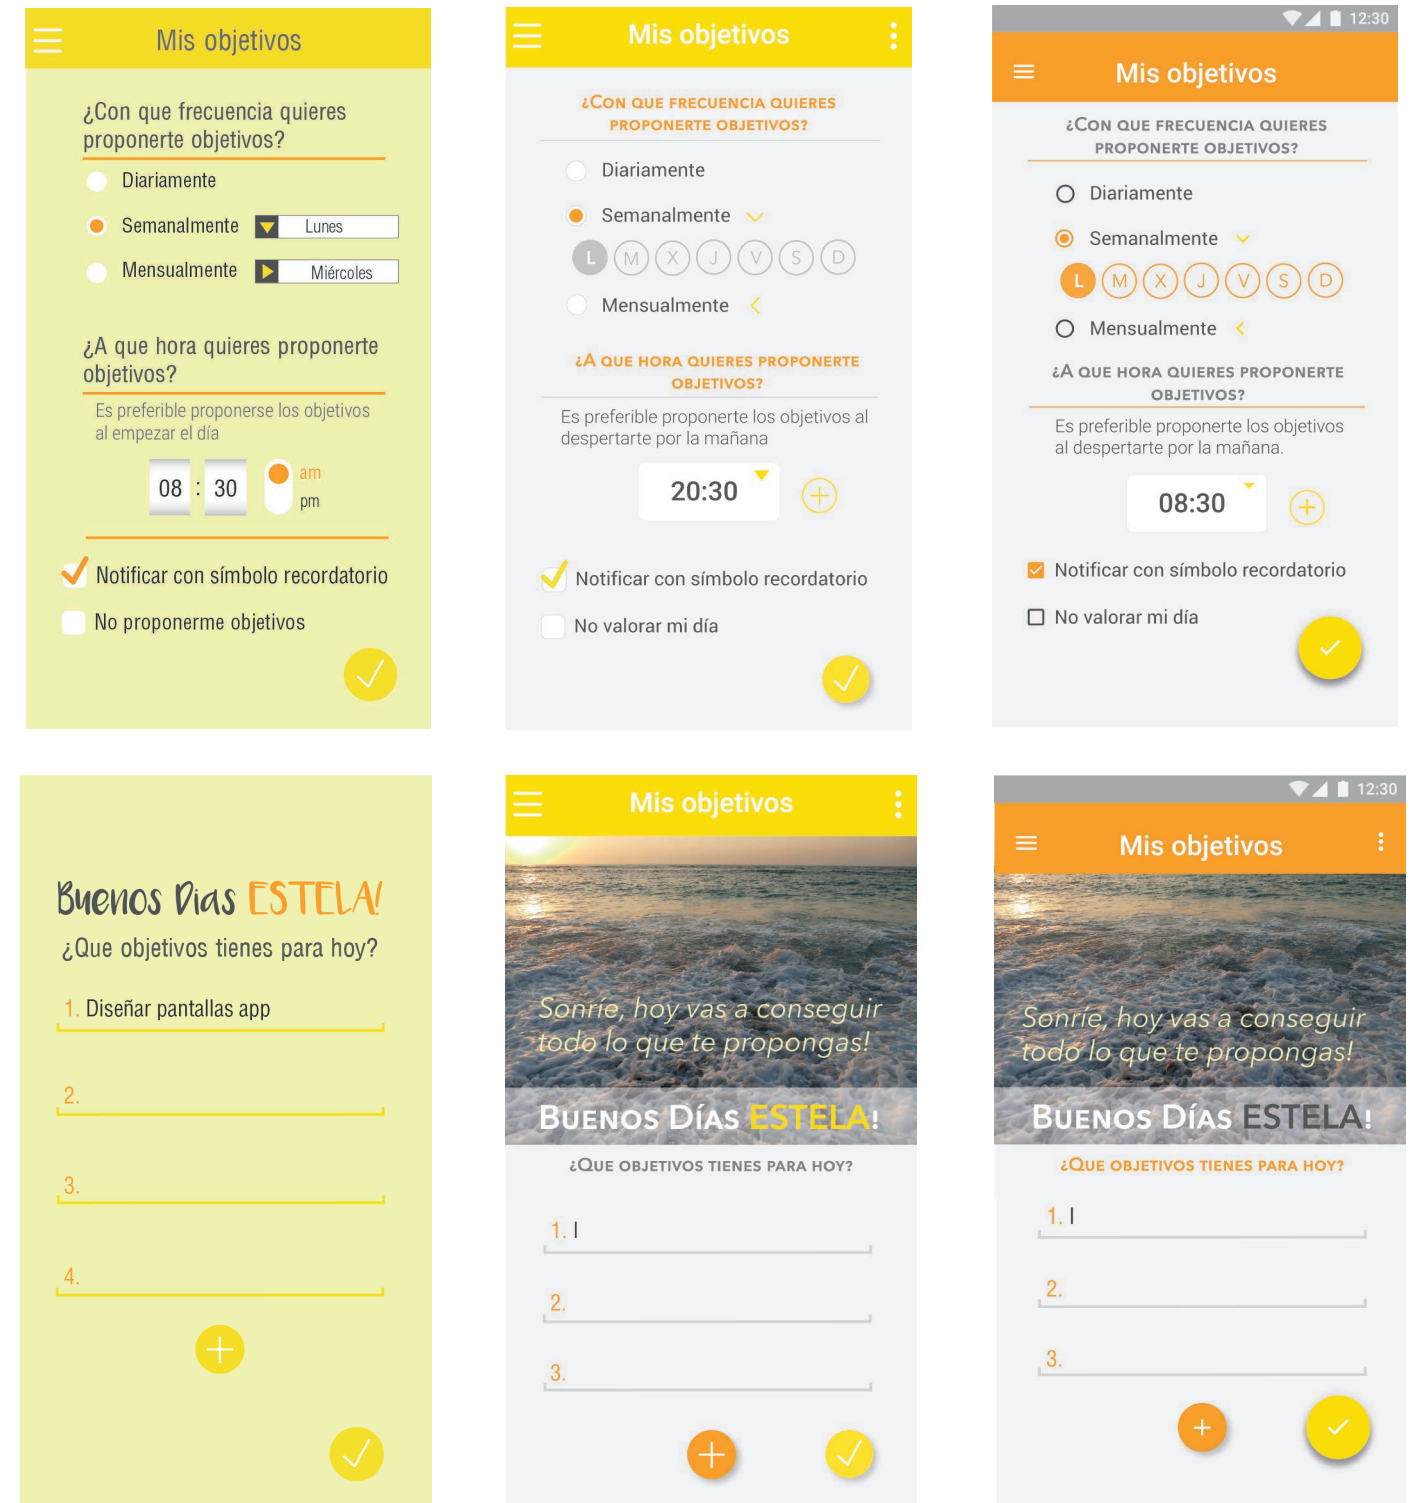 Mis objetivos
¿Con que frecuencia quieres
proponerte objetivos?
Diariamente
Semanalmente Lunes
Mensualmente Miércoles
¿A que hora quieres proponerte
objetivos?
Es preferible proponerse los objetivos
al empezar el día
08 : 30 am
pm
Notificar con símbolo recordatorio
No proponerme objetivos
Mis objetivos
¿CON QUE FRECUENCIA QUIERES
PROPONERTE OBJETIVOS?
Diariamente
Semanalmente
L M X J V S D
Mensualmente
¿A QUE HORA QUIERES PROPONERTE
OBJETIVOS?
Es preferible proponerte los objetivos al
despertarte por la mañana
20:30
Notificar con símbolo recordatorio
No valorar mi día
12:30
Mis objetivos
¿CON QUE FRECUENCIA QUIERES
PROPONERTE OBJETIVOS?
Diariamente
Semanalmente
L M X J V S D
Mensualmente
¿A QUE HORA QUIERES PROPONERTE
OBJETIVOS?
Es preferible proponerte los objetivos
al despertarte por la mañana.
08:30
Notificar con símbolo recordatorio
No valorar mi día
Buenos Dias ESTELA!
¿Que objetivos tienes para hoy?
1. Diseñar pantallas app
2.
3.
4.
Mis objetivos
Sonríe, hoy vas a conseguir
todo lo que te propongas!
BUENOS DÍAS ESTELA!
¿QUE OBJETIVOS TIENES PARA HOY?
1.
2.
3.
12:30
Mis objetivos
Sonríe, hoy vas a conseguir
todo lo que te propongas!
BUENOS DÍAS ESTELA!
¿QUE OBJETIVOS TIENES PARA HOY?
1.
2.
3.